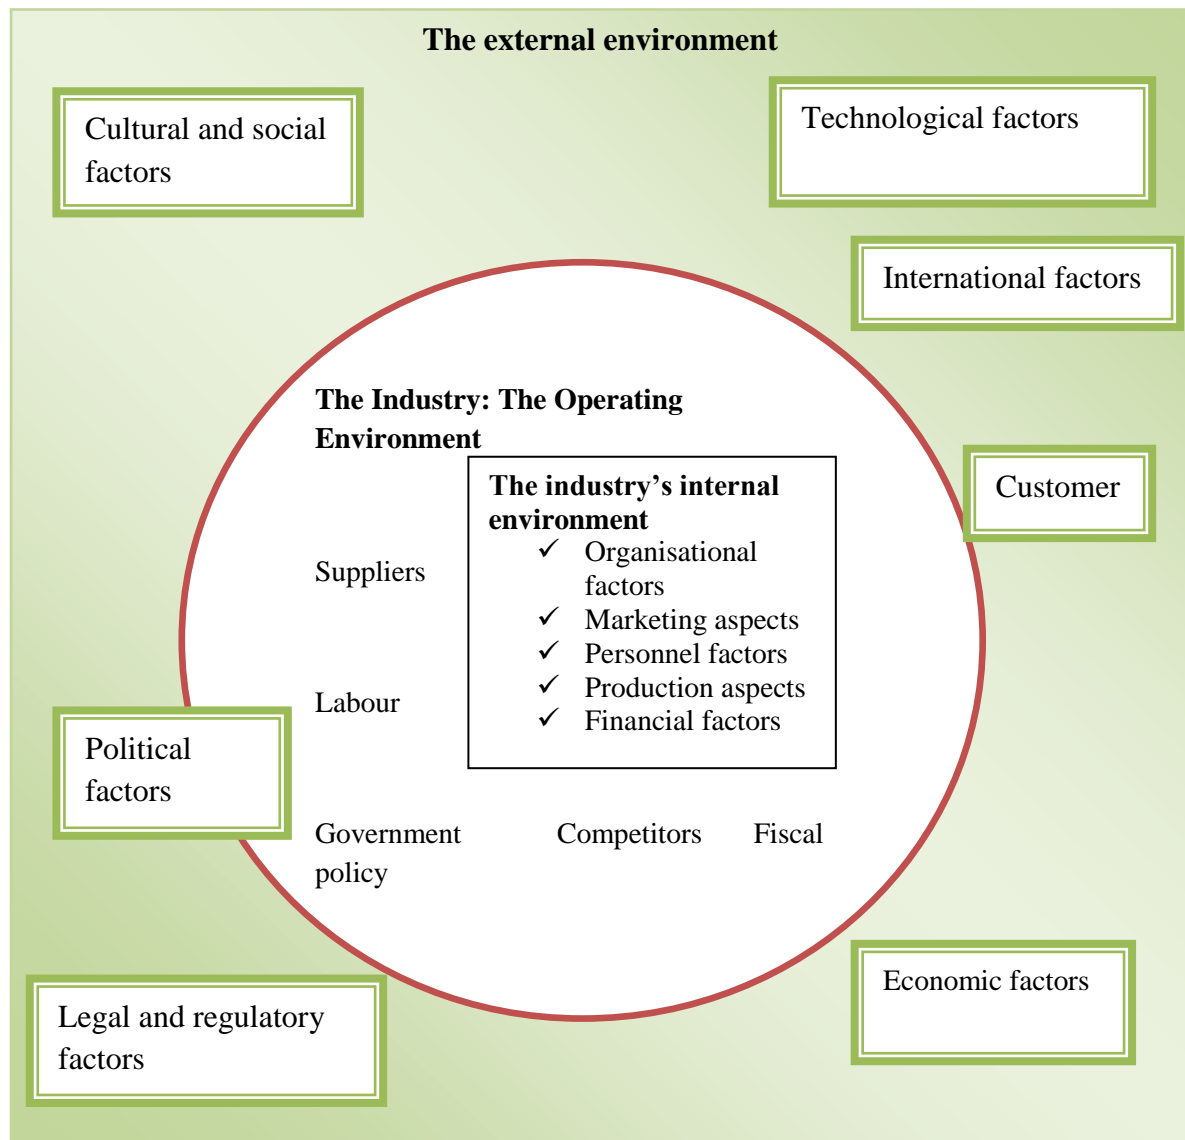 The external environment
Cultural and social
factors
Technological factors
International factors
The Industry: The Operating
Environment
The industry’s internal
environment
✓ Organisational
factors
✓ Marketing aspects
✓ Personnel factors
✓ Production aspects
✓ Financial factors
Customer
Suppliers
Labour
Political
factors
Government
policy
Competitors
Fiscal
Economic factors
Legal and regulatory
factors